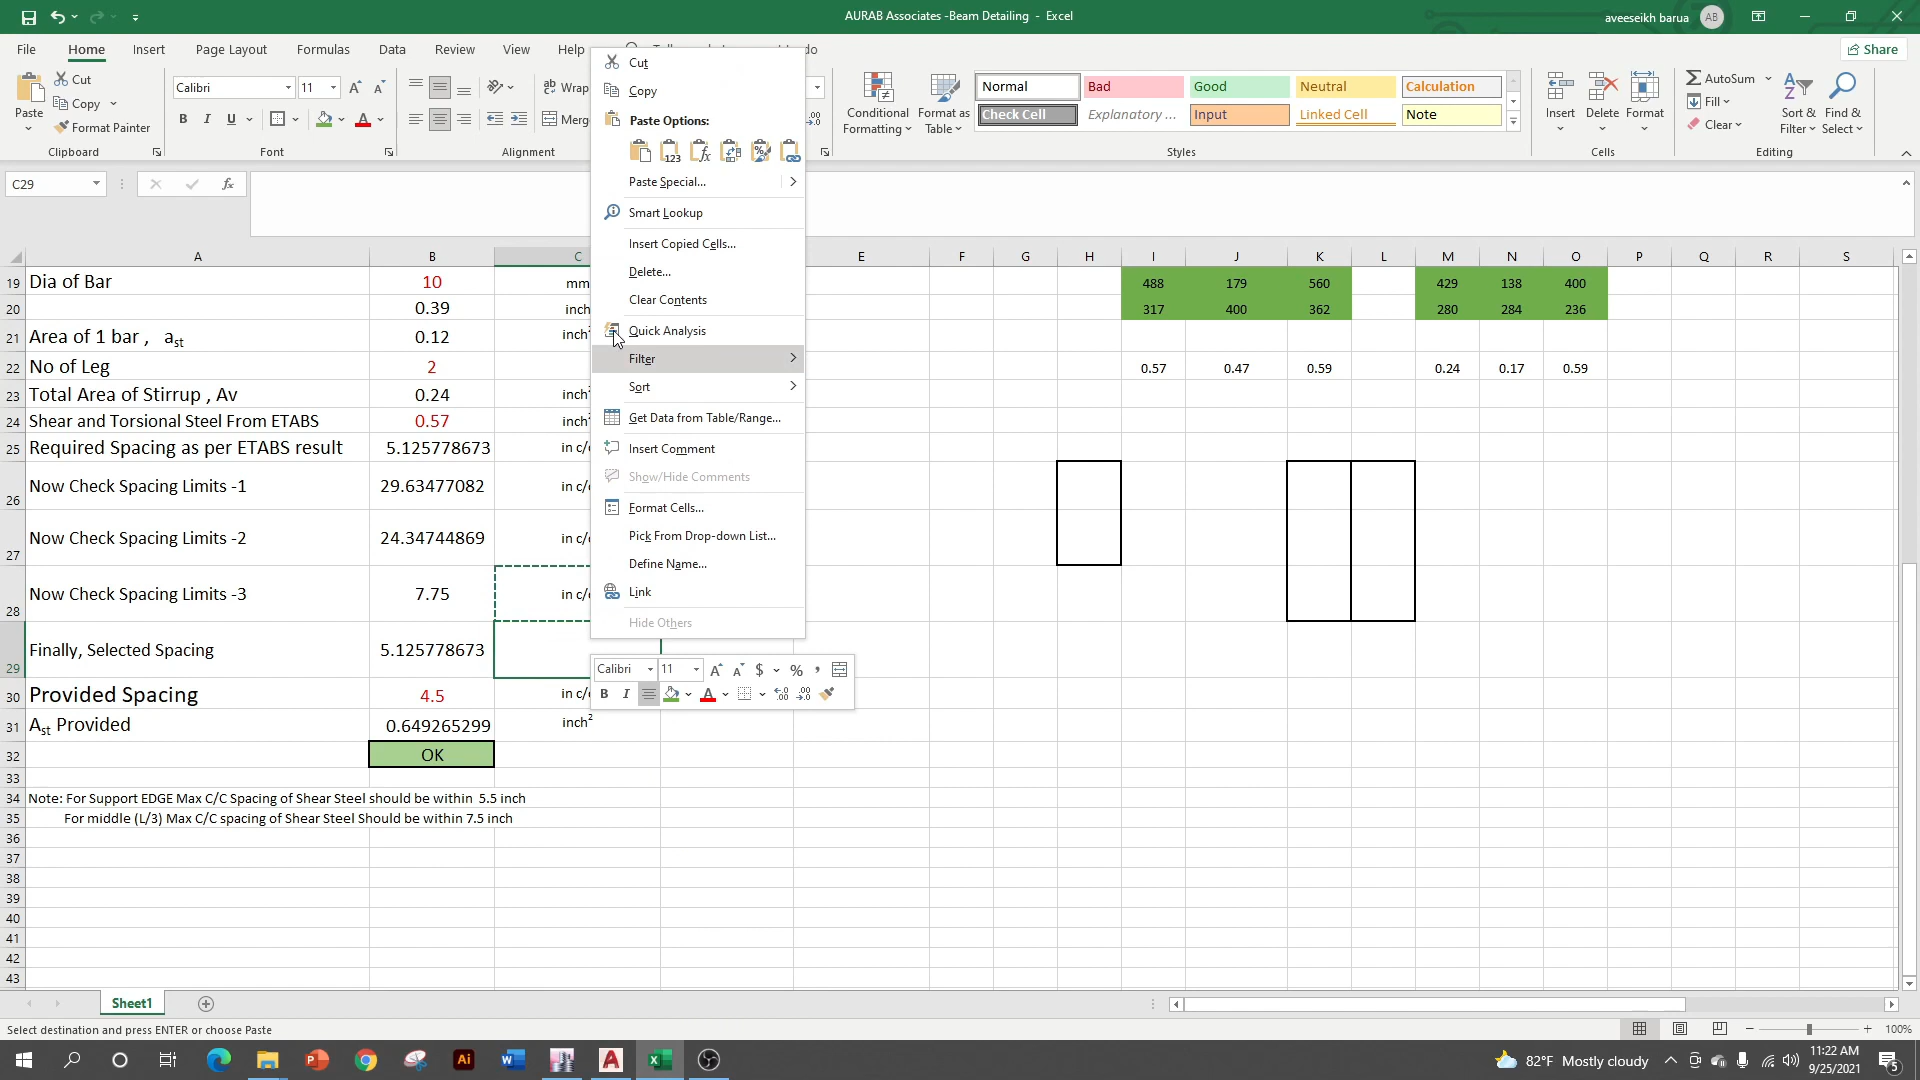 AURAB Associates -Beam Detailing - Excel
aveeseikh barua AB
File Home Insert Page Layout Formulas Data Review View Help
Share
Paste
Cut
Copy
Format Painter
Clipboard
Calibri 11
B I U
Font
Wrap
Merge
Alignment
Conditional Formatting
Format as Table
Normal Bad Good Neutral Calculation
Check Cell Explanatory ... Input Linked Cell Note
Styles
Insert Delete Format
Cells
AutoSum
Fill
Clear
Sort & Filter
Find & Select
Editing
C29
fx
Cut
Copy
Paste Options:
123
Paste Special...
Smart Lookup
Insert Copied Cells...
Delete...
Clear Contents
Quick Analysis
Filter
Sort
Get Data from Table/Range...
Insert Comment
Show/Hide Comments
Format Cells...
Pick From Drop-down List...
Define Name...
Link
Hide Others
Calibri 11 A A $ % ,
B I
A B C E F G H I J K L M N O P Q R S
19 Dia of Bar 10 mm 488 179 560 429 138 400
20 0.39 inch 317 400 362 280 284 236
21 Area of 1 bar , ast 0.12 inch²
22 No of Leg 2 0.57 0.47 0.59 0.24 0.17 0.59
23 Total Area of Stirrup , Av 0.24 inch²
24 Shear and Torsional Steel From ETABS 0.57 inch²
25 Required Spacing as per ETABS result 5.125778673 in c/c
26 Now Check Spacing Limits -1 29.63477082 in c/c
27 Now Check Spacing Limits -2 24.34744869 in c/c
28 Now Check Spacing Limits -3 7.75 in c/c
29 Finally, Selected Spacing 5.125778673
30 Provided Spacing 4.5 in c/c
31 Ast Provided 0.649265299 inch²
32 OK
33
34 Note: For Support EDGE Max C/C Spacing of Shear Steel should be within 5.5 inch
35 For middle (L/3) Max C/C spacing of Shear Steel Should be within 7.5 inch
36
37
38
39
40
41
42
43
Sheet1
Select destination and press ENTER or choose Paste
100%
82°F Mostly cloudy
11:22 AM
9/25/2021
5